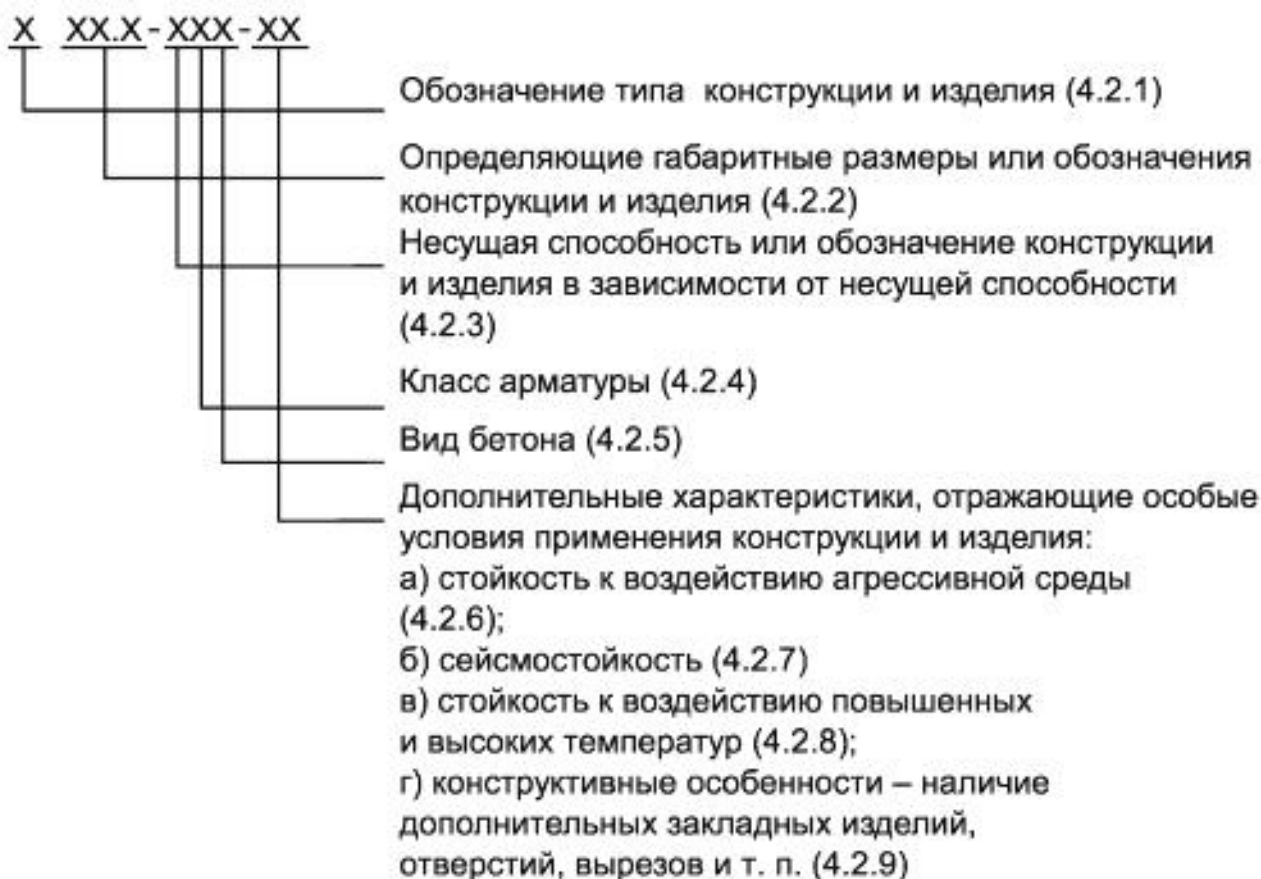 X XX.X-XXX-XX
Обозначение типа конструкции и изделия (4.2.1)
Определяющие габаритные размеры или обозначения
конструкции и изделия (4.2.2)
Несущая способность или обозначение конструкции
и изделия в зависимости от несущей способности
(4.2.3)
Класс арматуры (4.2.4)
Вид бетона (4.2.5)
Дополнительные характеристики, отражающие особые
условия применения конструкции и изделия:
а) стойкость к воздействию агрессивной среды
(4.2.6);
б) сейсмостойкость (4.2.7)
в) стойкость к воздействию повышенных
и высоких температур (4.2.8);
г) конструктивные особенности – наличие
дополнительных закладных изделий,
отверстий, вырезов и т. п. (4.2.9)